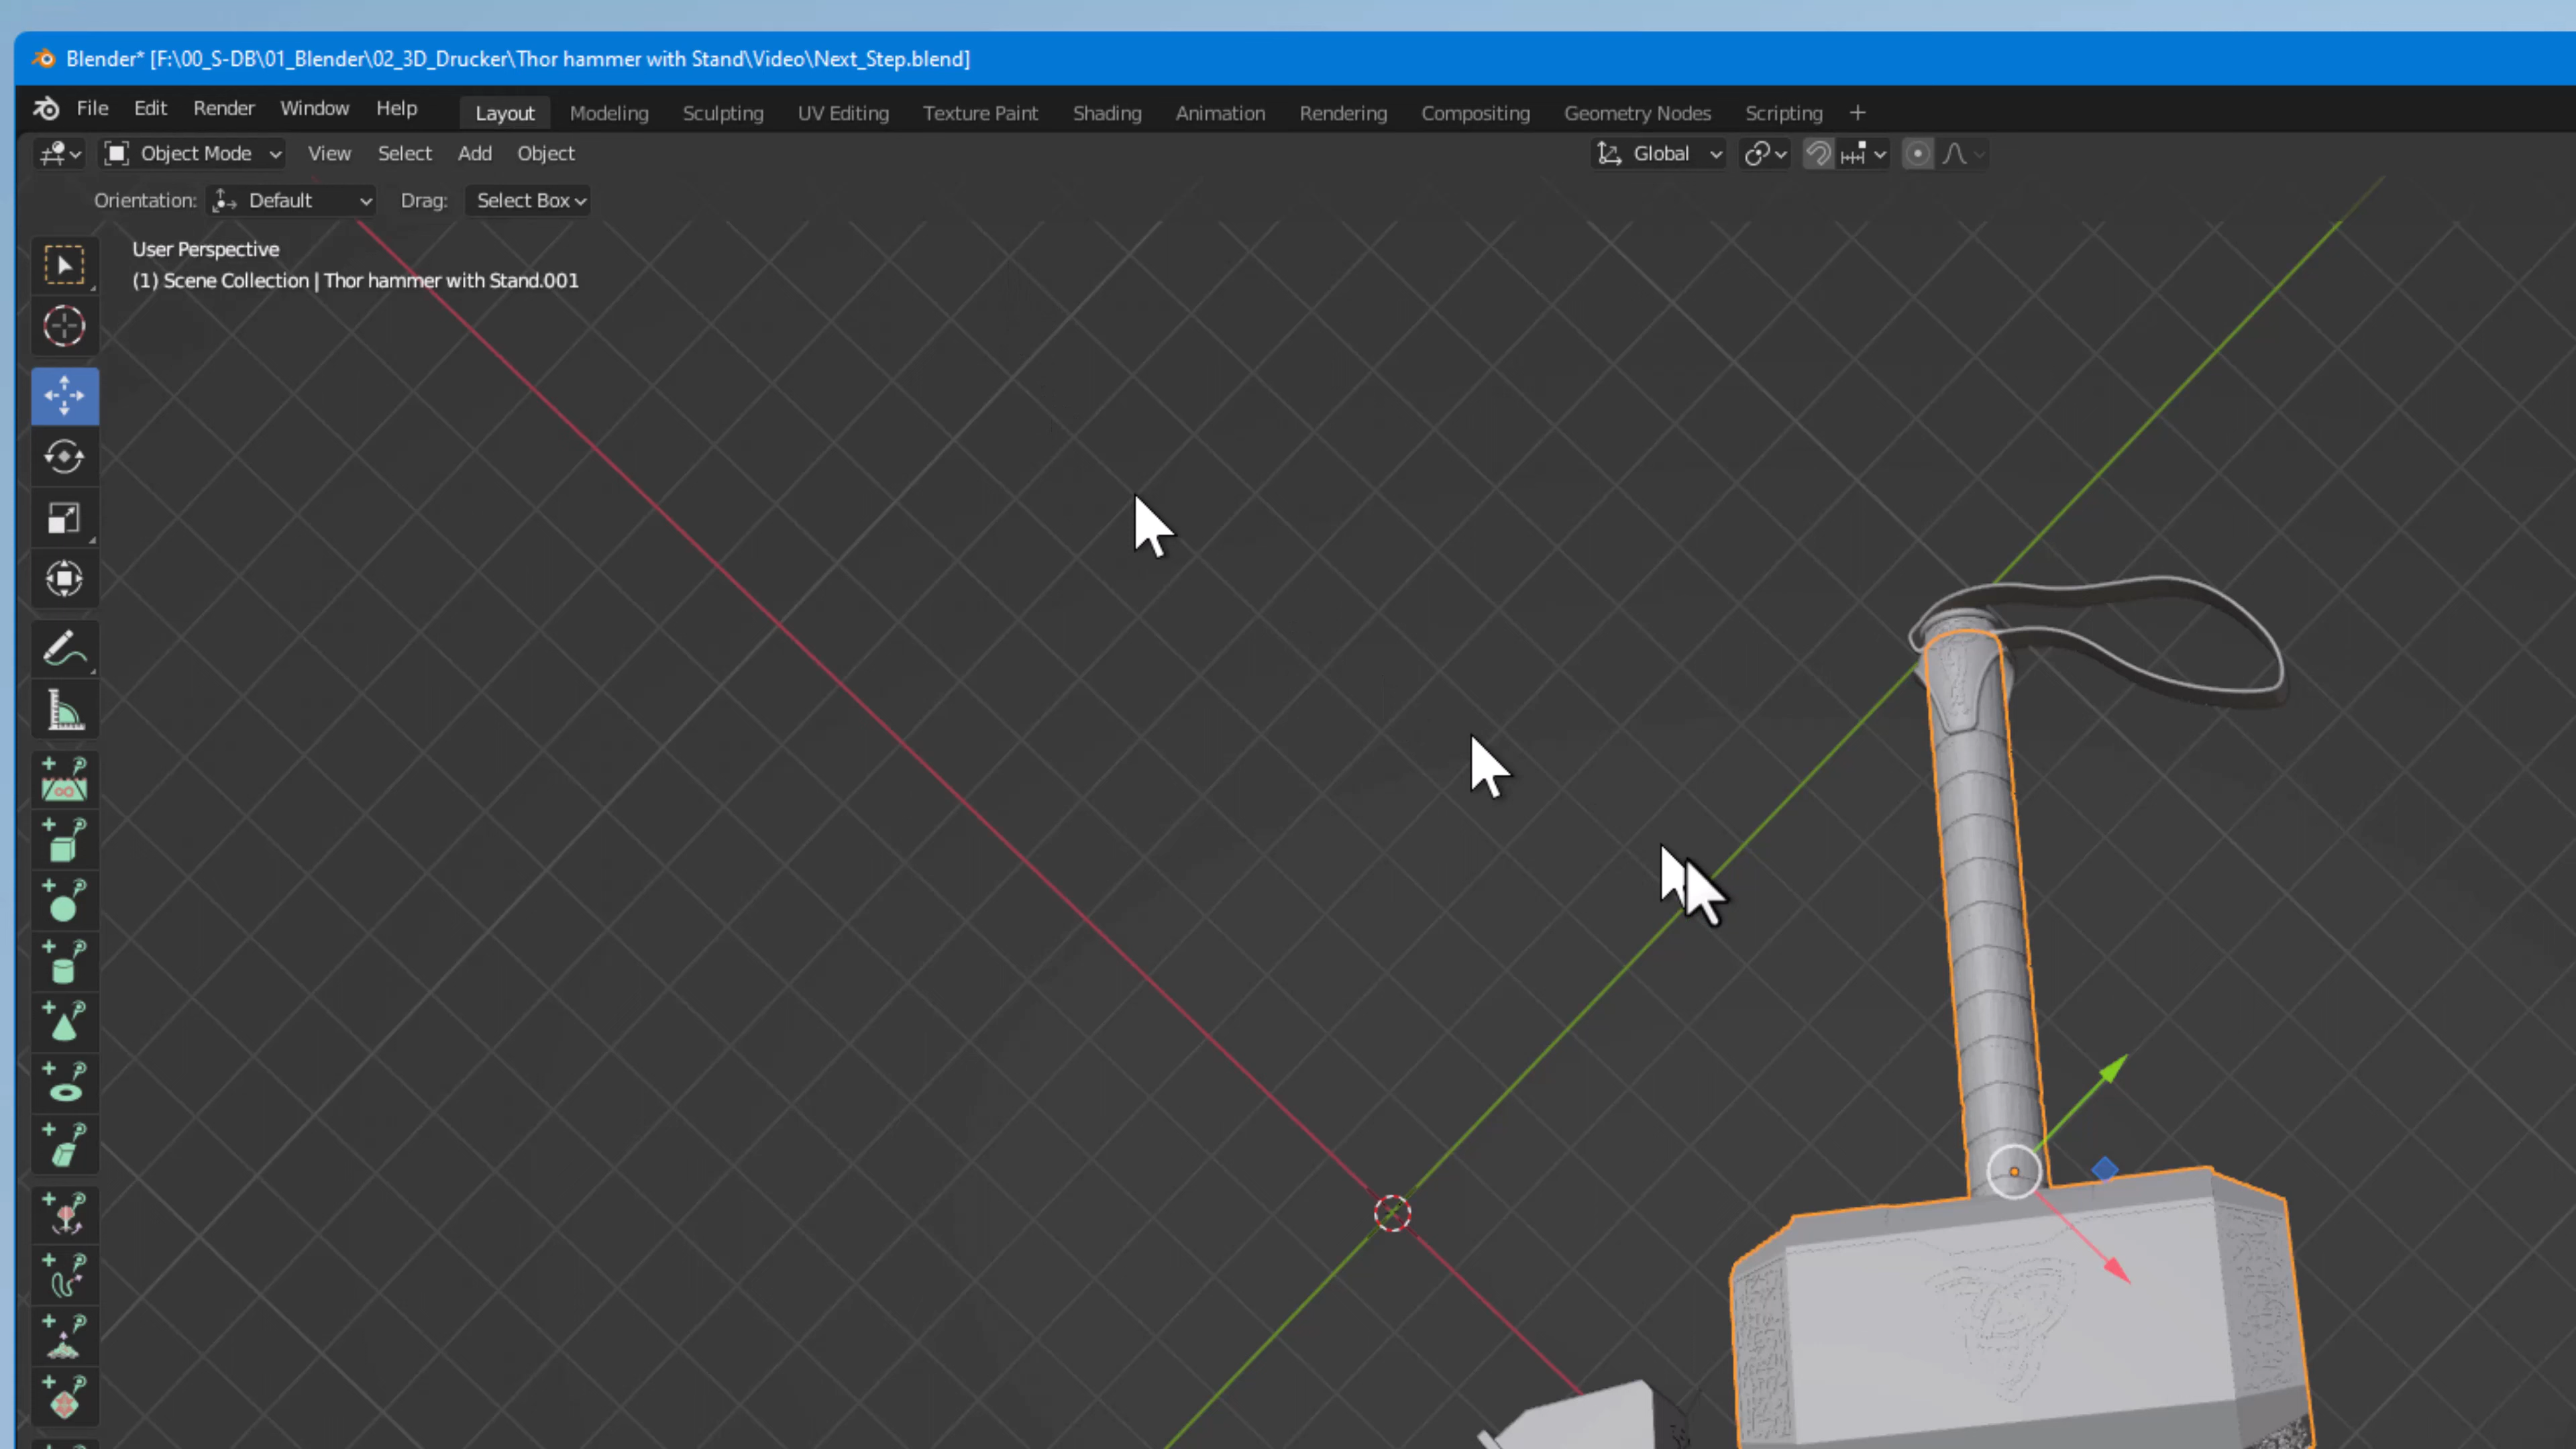 Blender* [F:\00_S-DB\01_Blender\02_3D_Drucker\Thor hammer with Stand\Video\Next_Step.blend]
File Edit Render Window Help Layout Modeling Sculpting UV Editing Texture Paint Shading Animation Rendering Compositing Geometry Nodes Scripting +
Object Mode View Select Add Object Global
Orientation: Default Drag: Select Box
User Perspective
(1) Scene Collection | Thor hammer with Stand.001